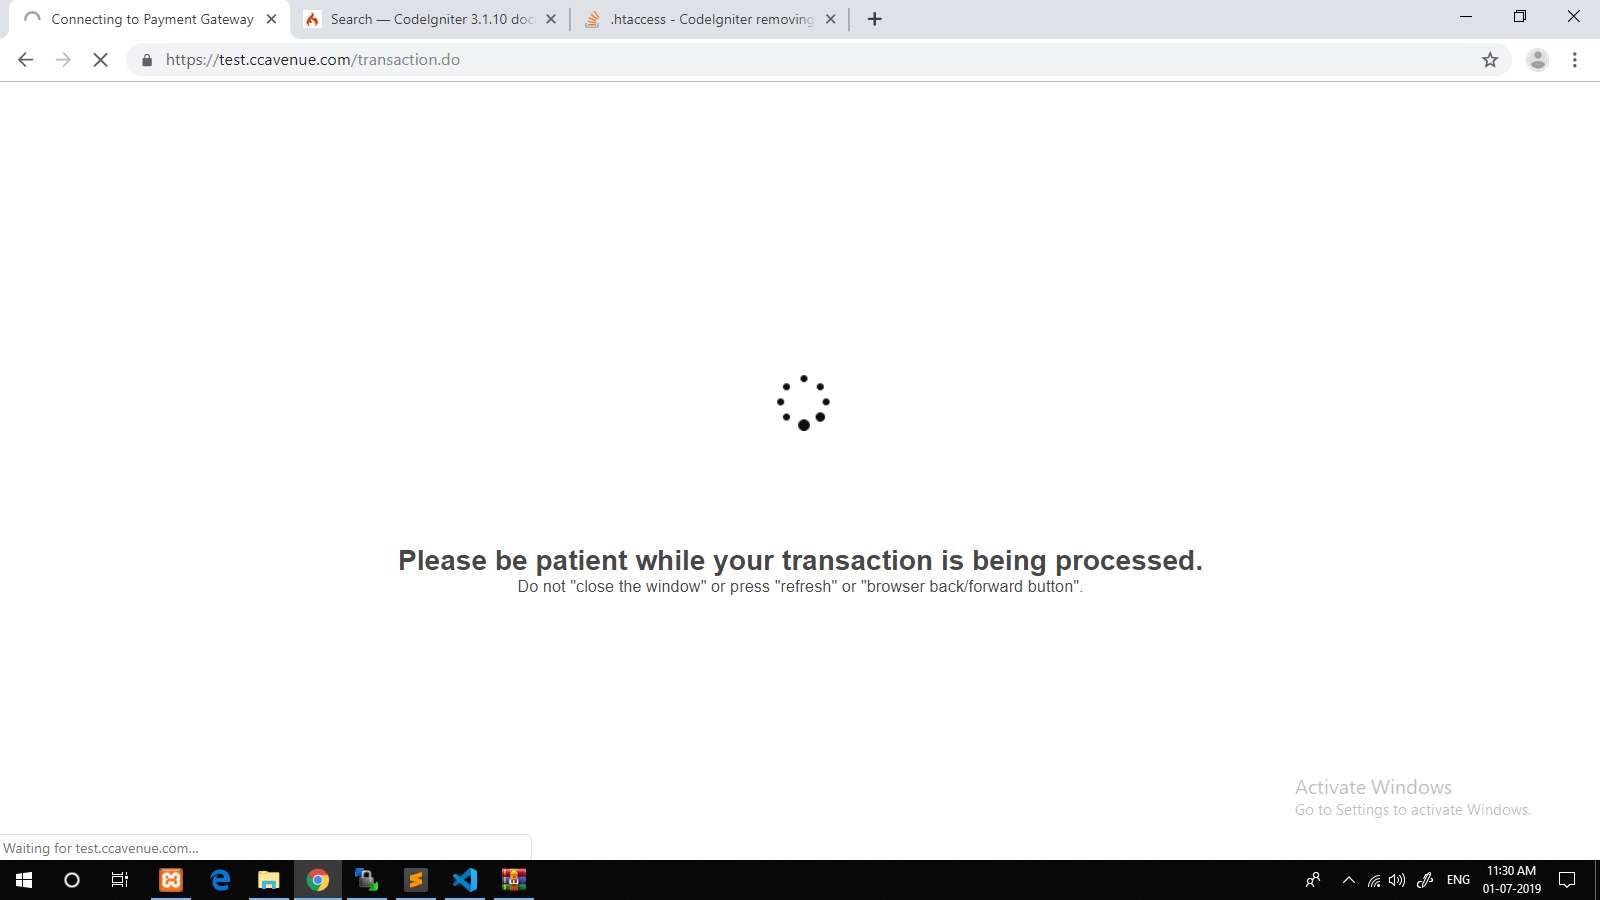 Connecting to Payment Gateway
Search — CodeIgniter 3.1.10 doc
.htaccess - CodeIgniter removing
https://test.ccavenue.com/transaction.do
Please be patient while your transaction is being processed.
Do not "close the window" or press "refresh" or "browser back/forward button".
Activate Windows
Go to Settings to activate Windows.
Waiting for test.ccavenue.com...
ENG
11:30 AM
01-07-2019